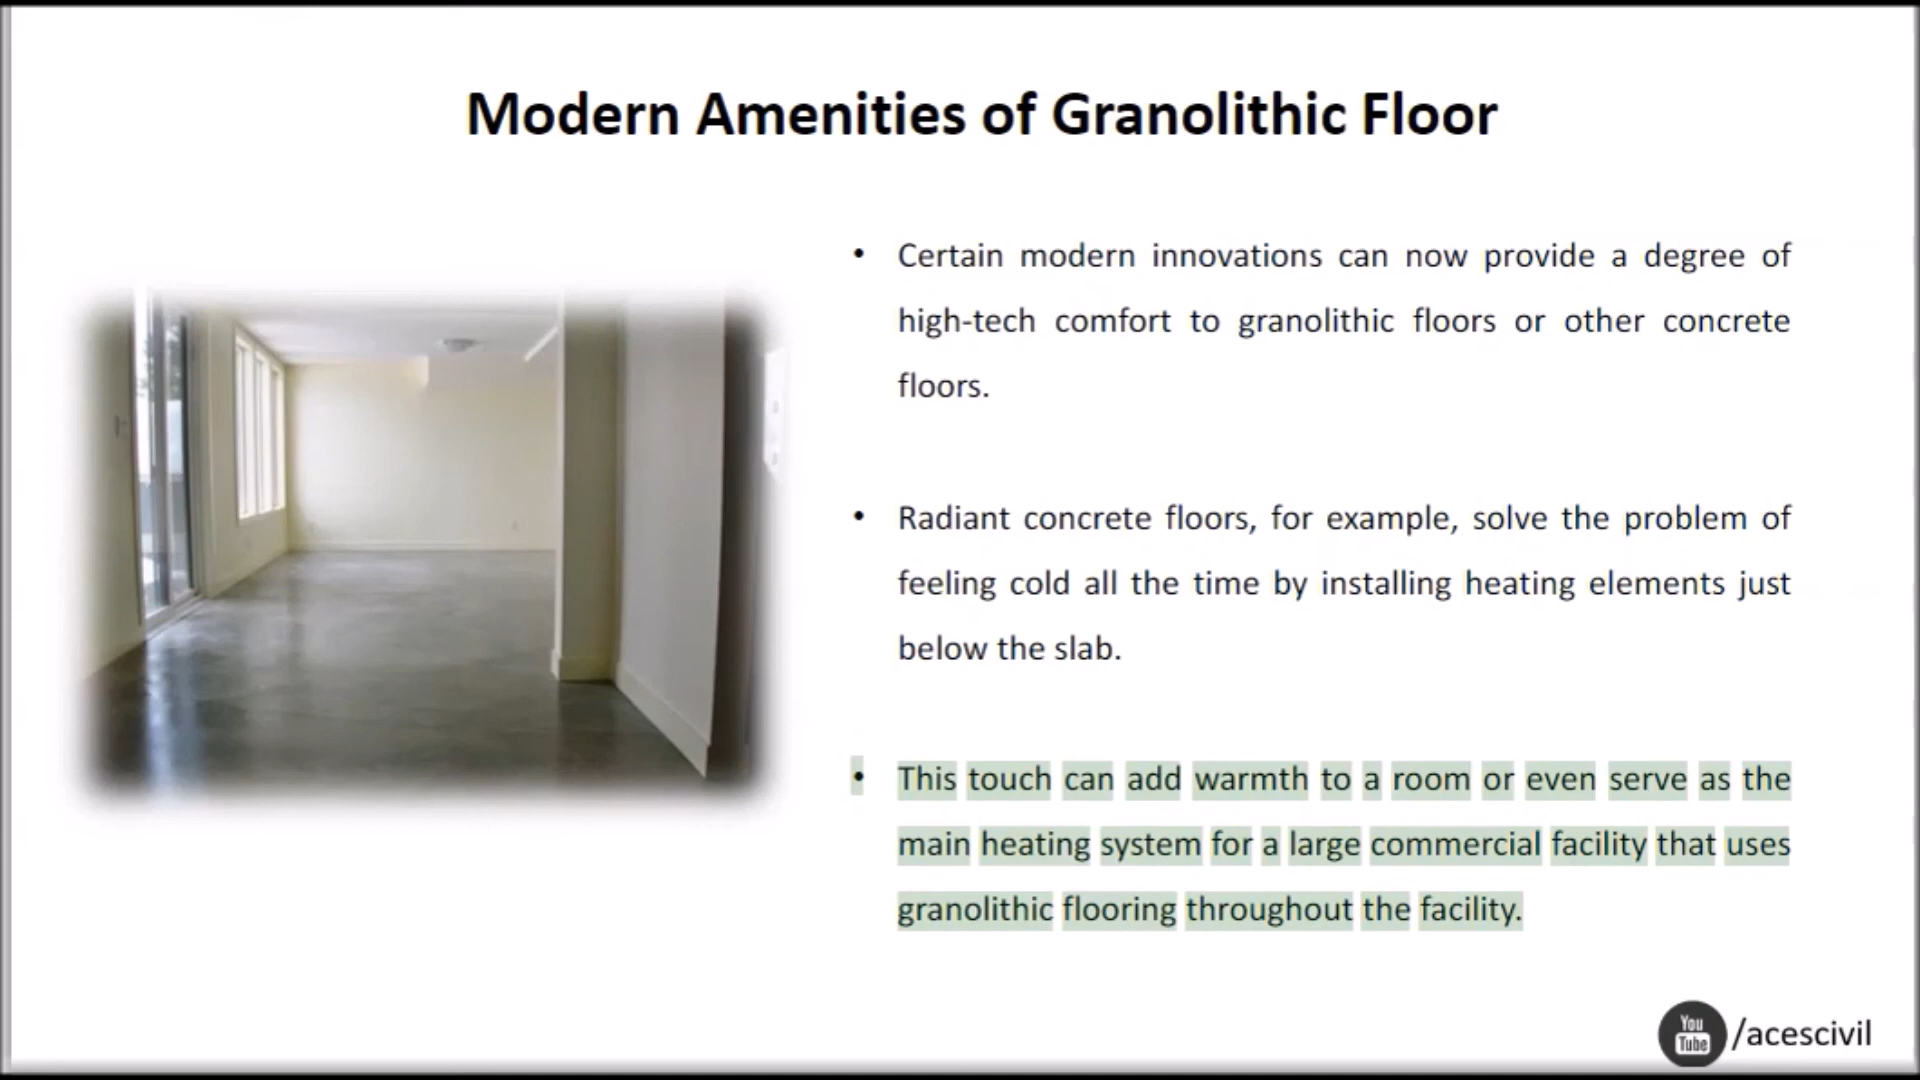 Modern Amenities of Granolithic Floor
• Certain modern innovations can now provide a degree of
high-tech comfort to granolithic floors or other concrete
floors.
• Radiant concrete floors, for example, solve the problem of
feeling cold all the time by installing heating elements just
below the slab.
• This touch can add warmth to a room or even serve as the
main heating system for a large commercial facility that uses
granolithic flooring throughout the facility.
You
Tube
/acescivil